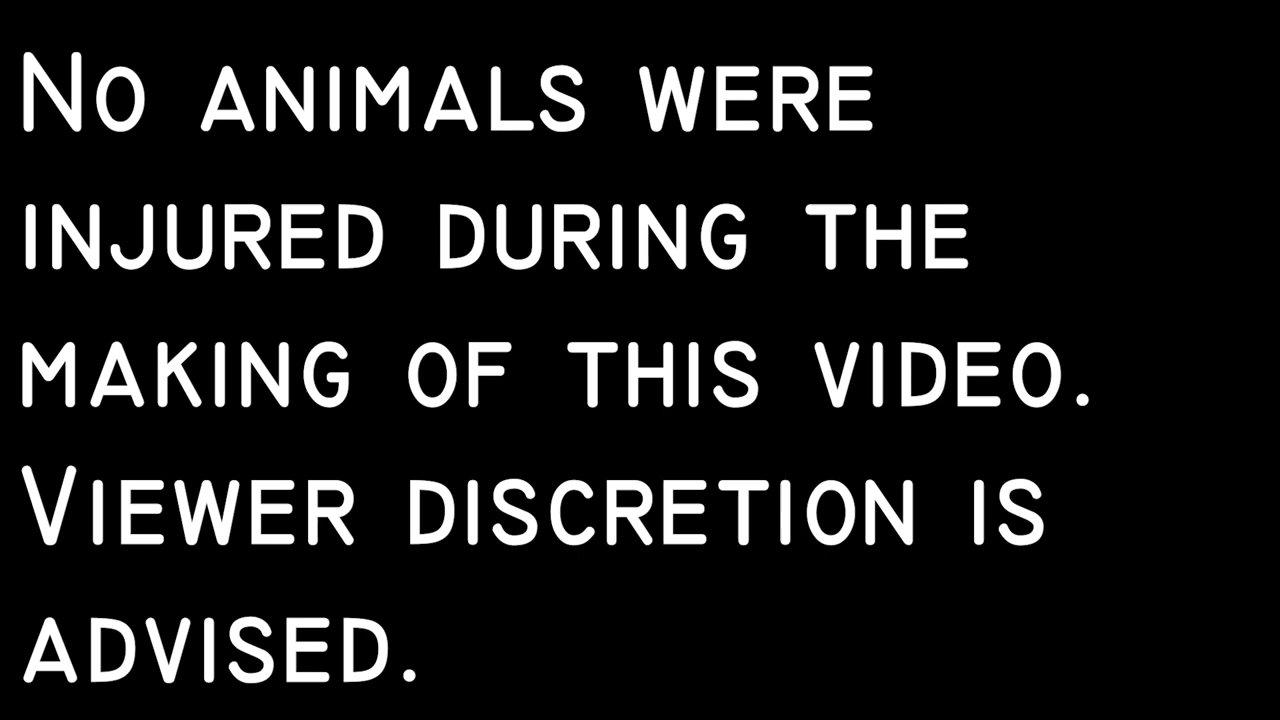 No animals were
injured during the
making of this video.
Viewer discretion is
advised.